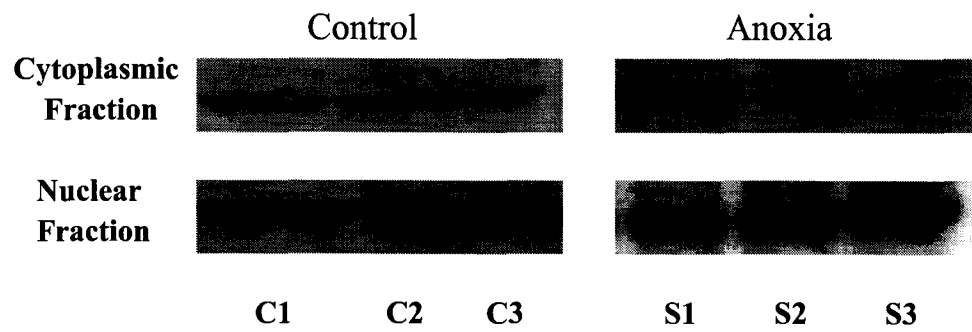 Control Anoxia
Cytoplasmic
Fraction
Nuclear
Fraction
C1 C2 C3 S1 S2 S3